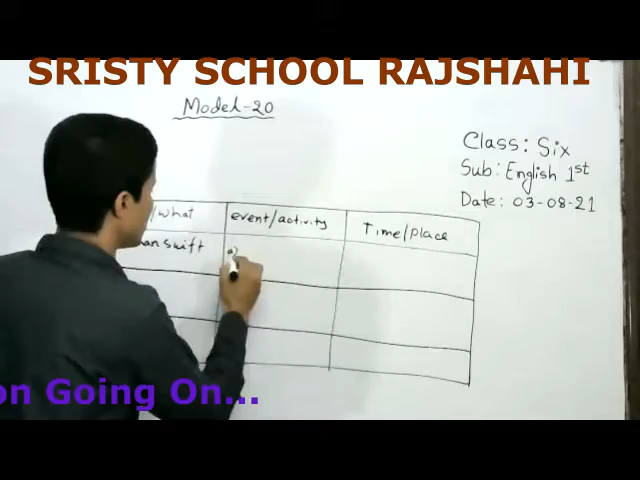 SRISTY SCHOOL RAJSHAHI
Model-20
Class: Six
Sub: English 1st
Date: 03-08-21
/what event/activity Time/place
swift a)
on Going On...